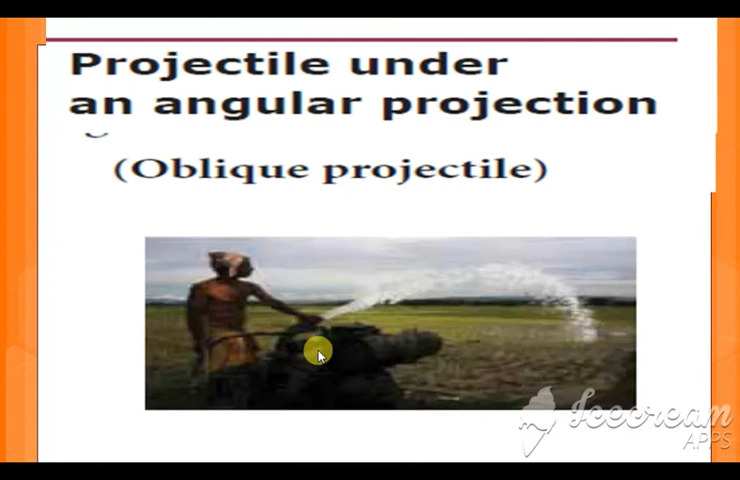 Projectile under
an angular projection
(Oblique projectile)
Icecream
APPS